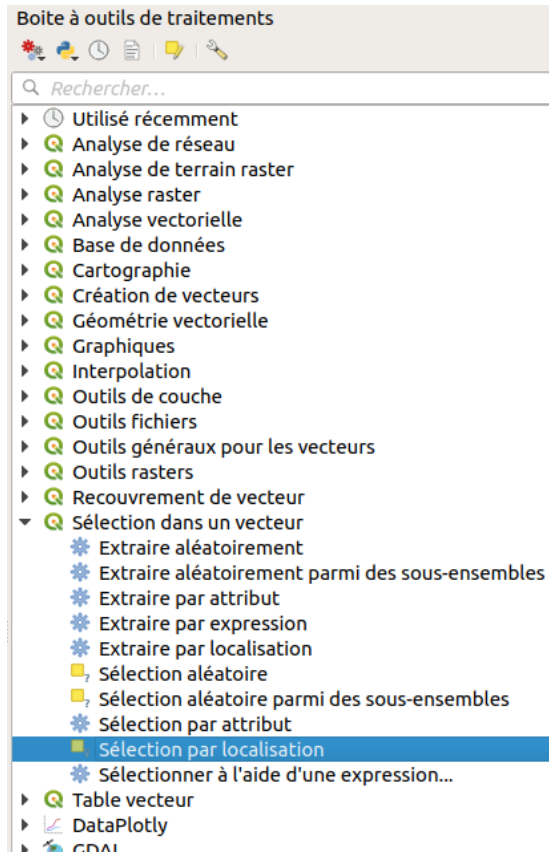 Boite à outils de traitements
Rechercher...
Utilisé récemment
Analyse de réseau
Analyse de terrain raster
Analyse raster
Analyse vectorielle
Base de données
Cartographie
Création de vecteurs
Géométrie vectorielle
Graphiques
Interpolation
Outils de couche
Outils fichiers
Outils généraux pour les vecteurs
Outils rasters
Recouvrement de vecteur
Sélection dans un vecteur
Extraire aléatoirement
Extraire aléatoirement parmi des sous-ensembles
Extraire par attribut
Extraire par expression
Extraire par localisation
Sélection aléatoire
Sélection aléatoire parmi des sous-ensembles
Sélection par attribut
Sélection par localisation
Sélectionner à l'aide d'une expression...
Table vecteur
DataPlotly
GDAL